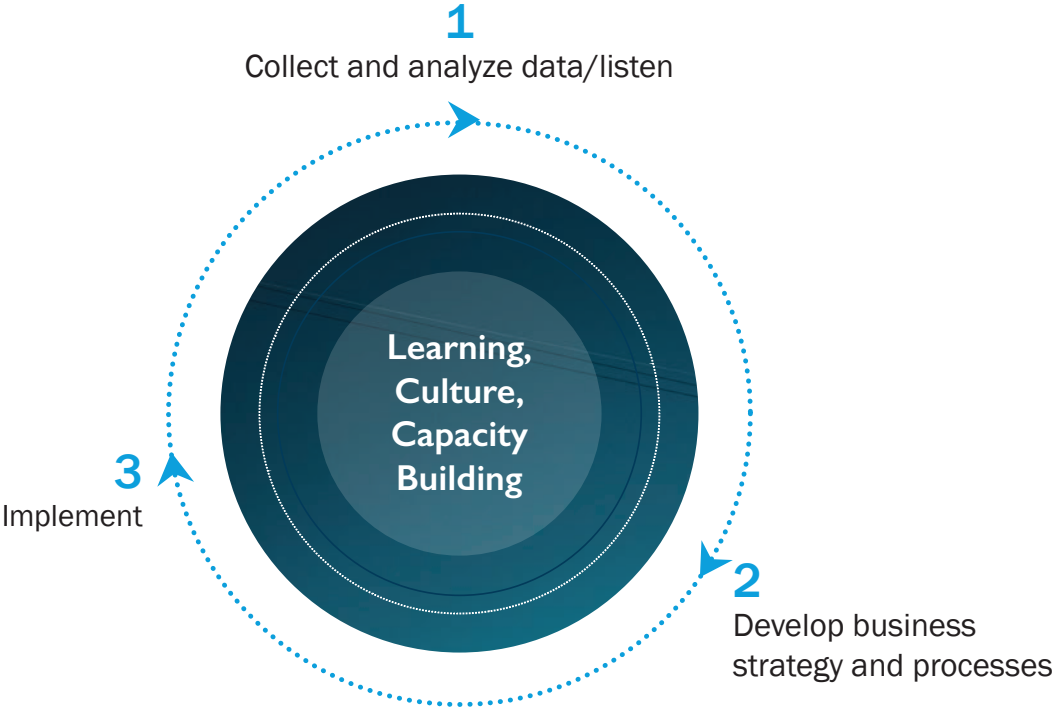 1
Collect and analyze data/listen
Learning,
Culture,
Capacity
Building
3
Implement
2
Develop business
strategy and processes